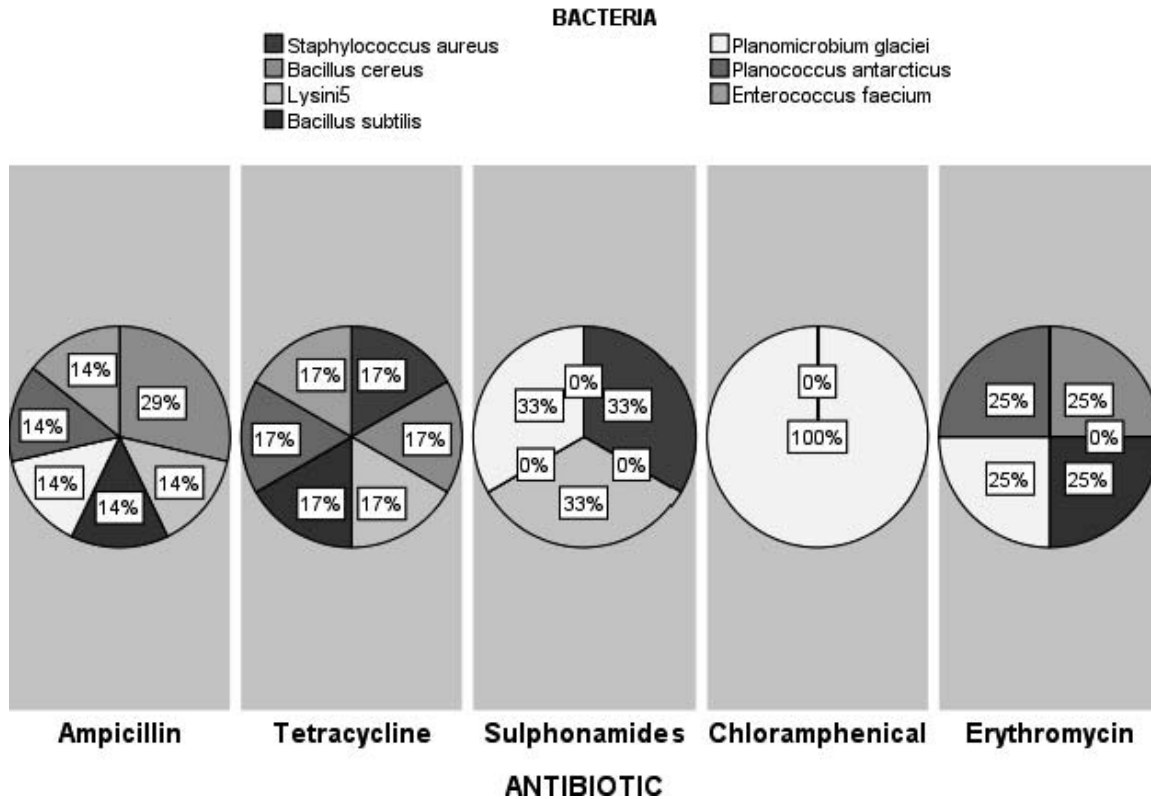 BACTERIA
Staphylococcus aureus
Bacillus cereus
Lysini5
Bacillus subtilis
Planomicrobium glaciei
Planococcus antarcticus
Enterococcus faecium
14%
29%
14%
14%
14%
14%
17%
17%
17%
17%
17%
17%
0%
33%
33%
0%
0%
33%
0%
100%
25%
25%
0%
25%
25%
Ampicillin
Tetracycline
Sulphonamides
Chloramphenical
Erythromycin
ANTIBIOTIC